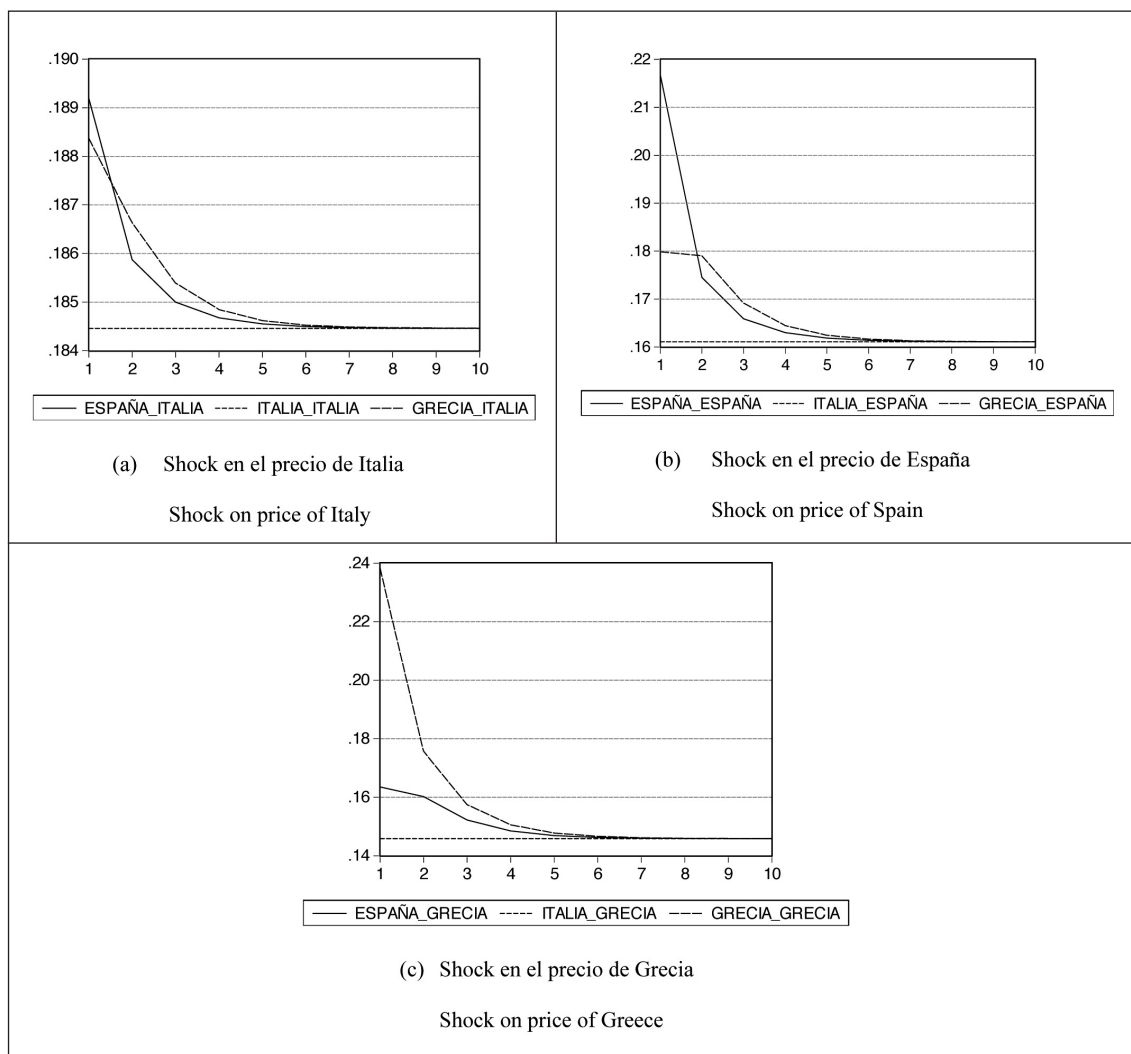 .190
.189
.188
.187
.186
.185
.184
1 2 3 4 5 6 7 8 9 10
ESPAÑA_ITALIA ITALIA_ITALIA GRECIA_ITALIA
(a) Shock en el precio de Italia
Shock on price of Italy
.22
.21
.20
.19
.18
.17
.16
1 2 3 4 5 6 7 8 9 10
ESPAÑA_ESPAÑA ITALIA_ESPAÑA GRECIA_ESPAÑA
(b) Shock en el precio de España
Shock on price of Spain
.24
.22
.20
.18
.16
.14
1 2 3 4 5 6 7 8 9 10
ESPAÑA_GRECIA ITALIA_GRECIA GRECIA_GRECIA
(c) Shock en el precio de Grecia
Shock on price of Greece